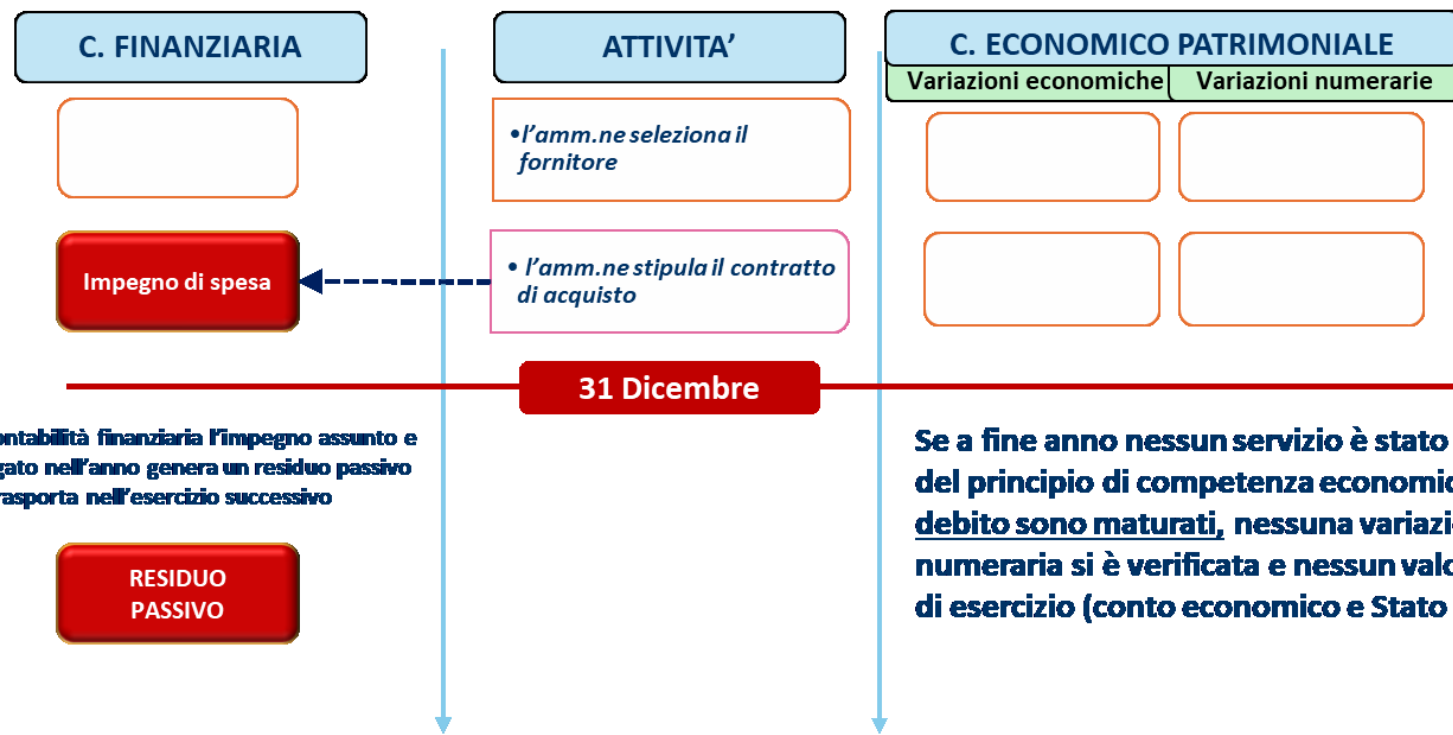 C. FINANZIARIA
ATTIVITA’
C. ECONOMICO PATRIMONIALE
Variazioni economiche
Variazioni numerarie
•l’amm.ne seleziona il
fornitore
Impegno di spesa
• l’amm.ne stipula il contratto
di acquisto
31 Dicembre
ontabilità finanziaria l’impegno assunto e
gato nell’anno genera un residuo passivo
rasporta nell’esercizio successivo
RESIDUO
PASSIVO
Se a fine anno nessun servizio è stato
del principio di competenza economic
debito sono maturati, nessuna variazi
numeraria si è verificata e nessun valo
di esercizio (conto economico e Stato